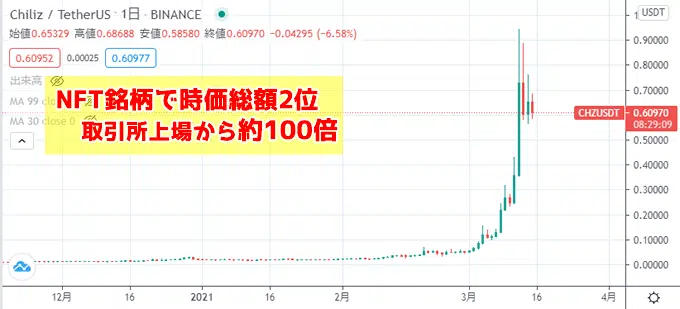 Chiliz / TetherUS · 1日 · BINANCE
始値0.65329 高値0.68688 安値0.58580 終値0.60970 -0.04295 (-6.58%)
0.60952 0.00025 0.60977
出来高
MA 99 close 0
MA 30 close 0
NFT銘柄で時価総額2位
取引所上場から約100倍
USDT
0.90000
0.80000
0.70000
CHZUSDT 0.60970
08:29:09
0.50000
0.40000
0.30000
0.20000
0.10000
0.00000
12月 16 2021 16 2月 3月 16 4月